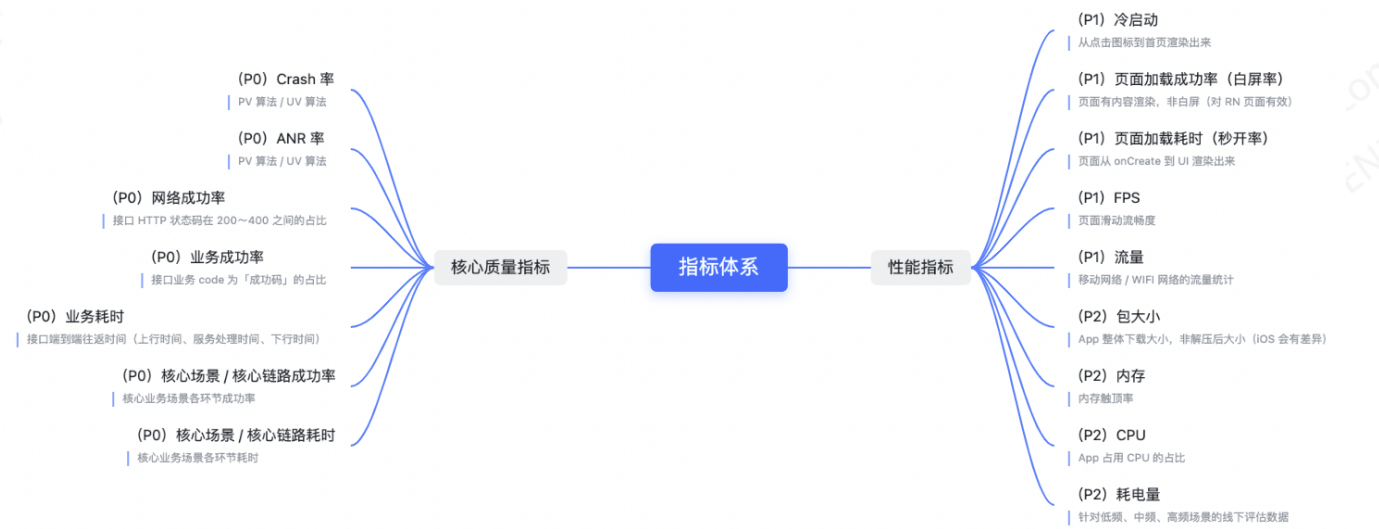 指标体系
核心质量指标
（P0）Crash 率
PV 算法 / UV 算法
（P0）ANR 率
PV 算法 / UV 算法
（P0）网络成功率
接口 HTTP 状态码在 200～400 之间的占比
（P0）业务成功率
接口业务 code 为「成功码」的占比
（P0）业务耗时
接口端到端往返时间（上行时间、服务处理时间、下行时间）
（P0）核心场景 / 核心链路成功率
核心业务场景各环节成功率
（P0）核心场景 / 核心链路耗时
核心业务场景各环节耗时
性能指标
（P1）冷启动
从点击图标到首页渲染出来
（P1）页面加载成功率（白屏率）
页面有内容渲染，非白屏（对 RN 页面有效）
（P1）页面加载耗时（秒开率）
页面从 onCreate 到 UI 渲染出来
（P1）FPS
页面滑动流畅度
（P1）流量
移动网络 / WIFI 网络的流量统计
（P2）包大小
App 整体下载大小，非解压后大小（iOS 会有差异）
（P2）内存
内存触顶率
（P2）CPU
App 占用 CPU 的占比
（P2）耗电量
针对低频、中频、高频场景的线下评估数据